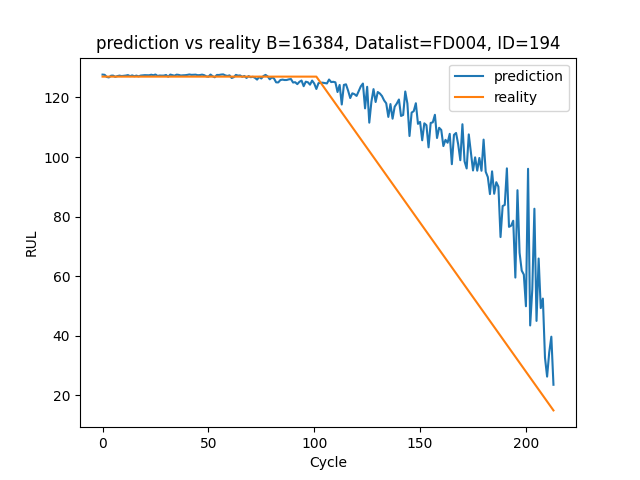 prediction vs reality B=16384, Datalist=FD004, ID=194
prediction
reality
120
100
80
60
40
20
RUL
0 50 100 150 200
Cycle